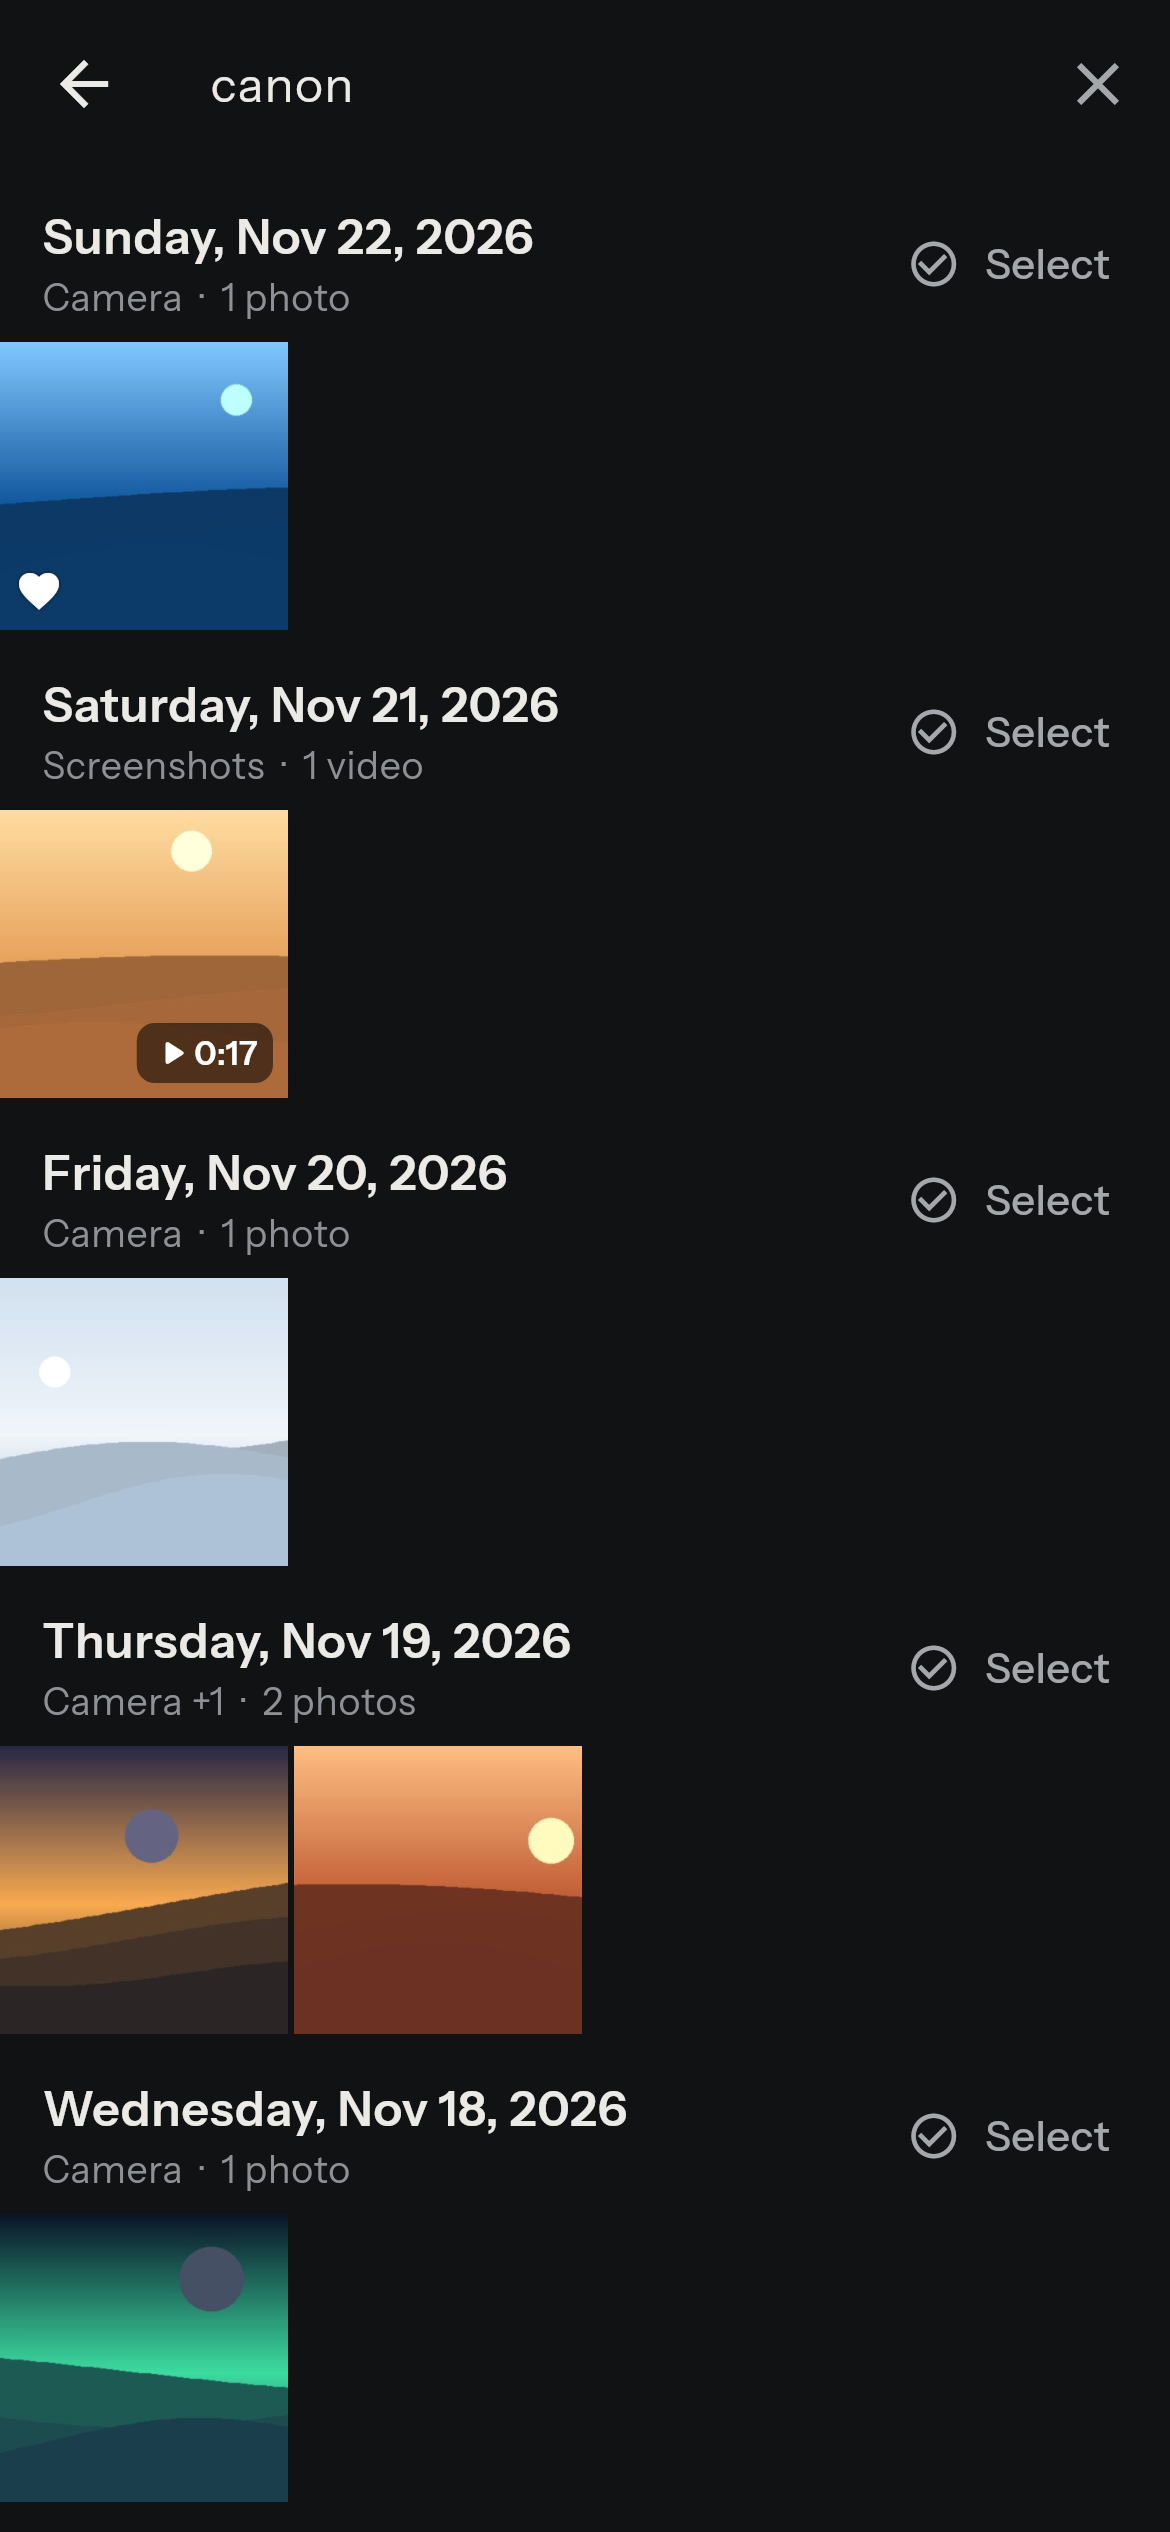 canon
Sunday, Nov 22, 2026
Camera · 1 photo
Select
Saturday, Nov 21, 2026
Screenshots · 1 video
Select
0:17
Friday, Nov 20, 2026
Camera · 1 photo
Select
Thursday, Nov 19, 2026
Camera +1 · 2 photos
Select
Wednesday, Nov 18, 2026
Camera · 1 photo
Select